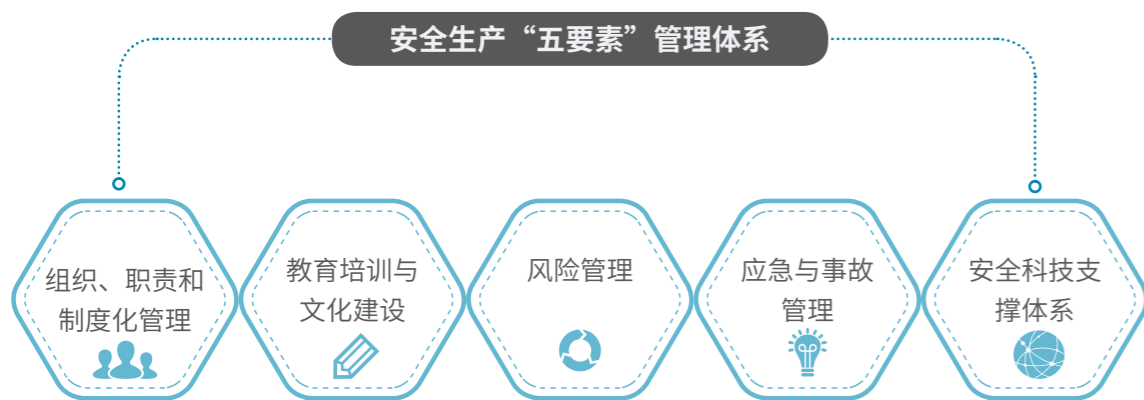 安全生产“五要素”管理体系
组织、职责和
制度化管理
教育培训与
文化建设
风险管理
应急与事故
管理
安全科技支
撑体系